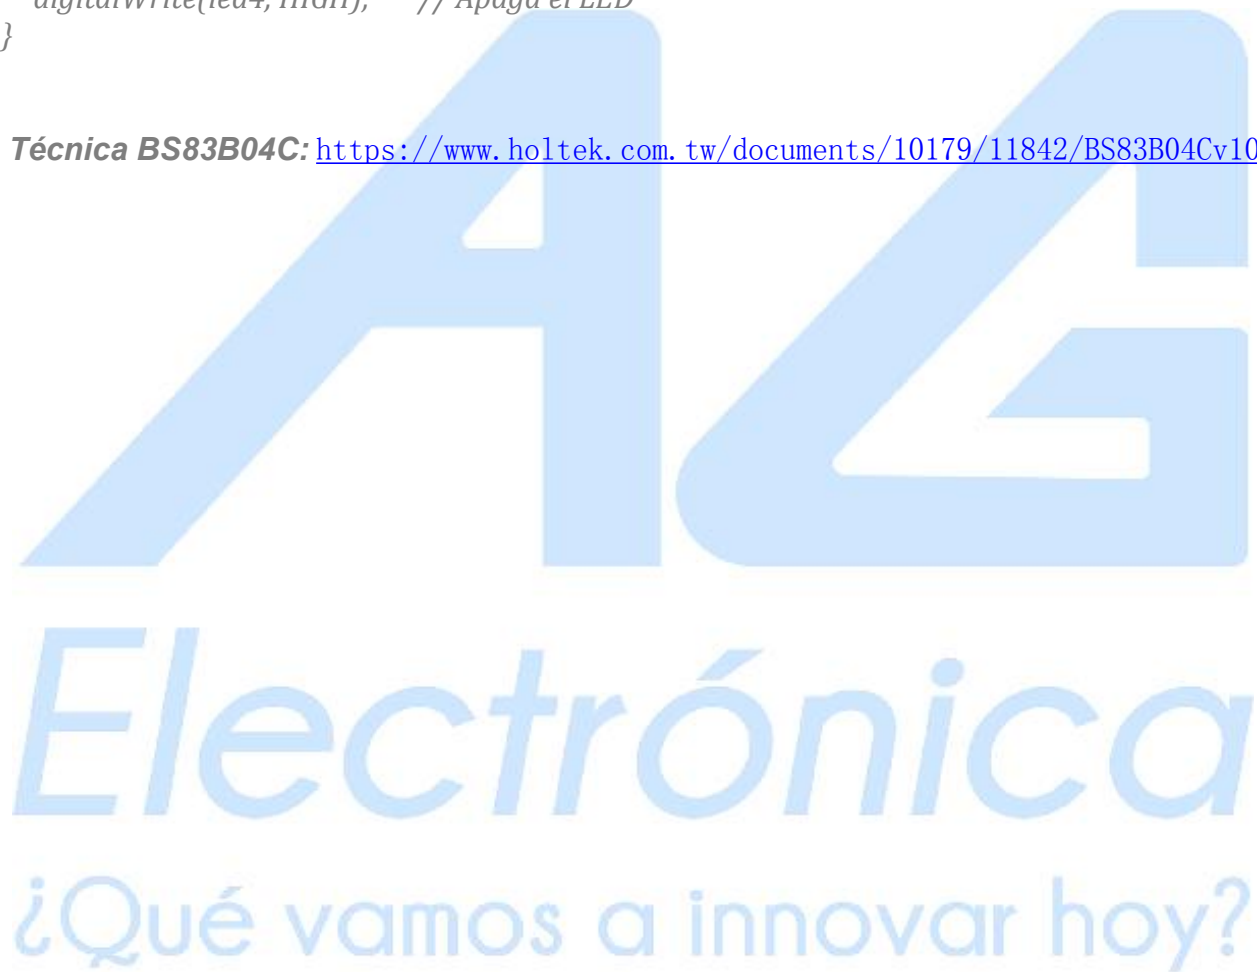 digitalWrite(led4, HIGH); // Apaga el LED
}
Técnica BS83B04C: https://www.holtek.com.tw/documents/10179/11842/BS83B04Cv10
AG
Electrónica
¿Qué vamos a innovar hoy?